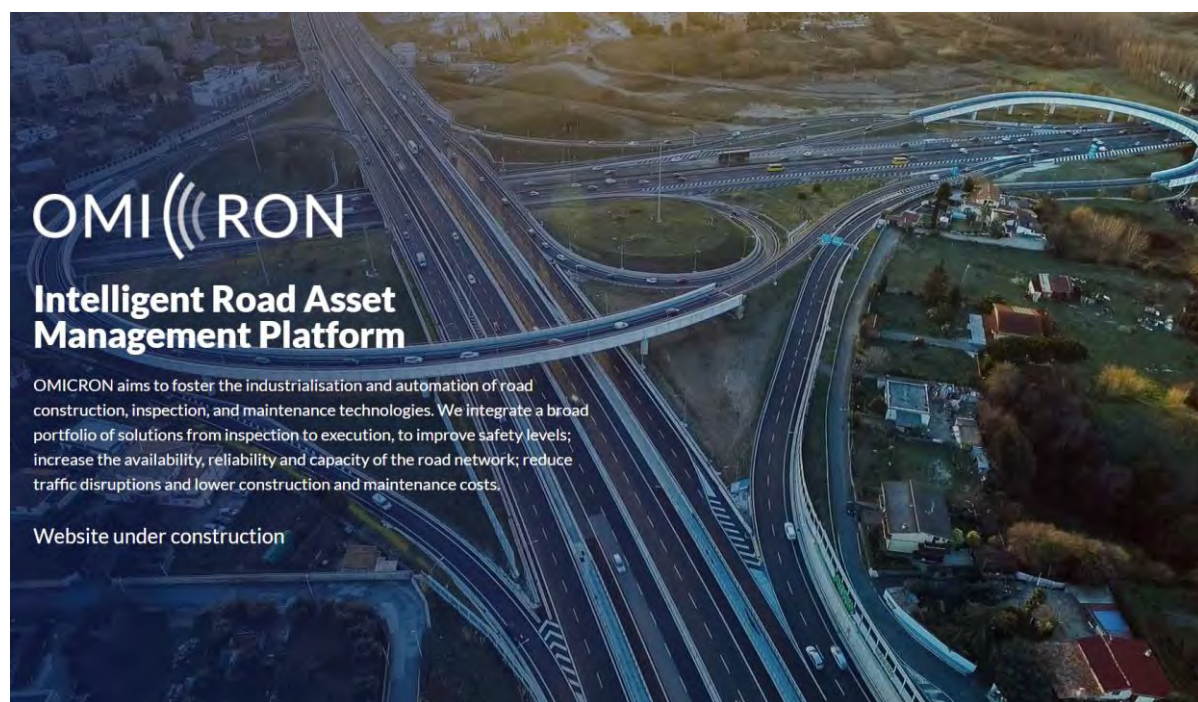 OMICRON
Intelligent Road Asset
Management Platform
OMICRON aims to foster the industrialisation and automation of road
construction, inspection, and maintenance technologies. We integrate a broad
portfolio of solutions from inspection to execution, to improve safety levels;
increase the availability, reliability and capacity of the road network; reduce
traffic disruptions and lower construction and maintenance costs.
Website under construction